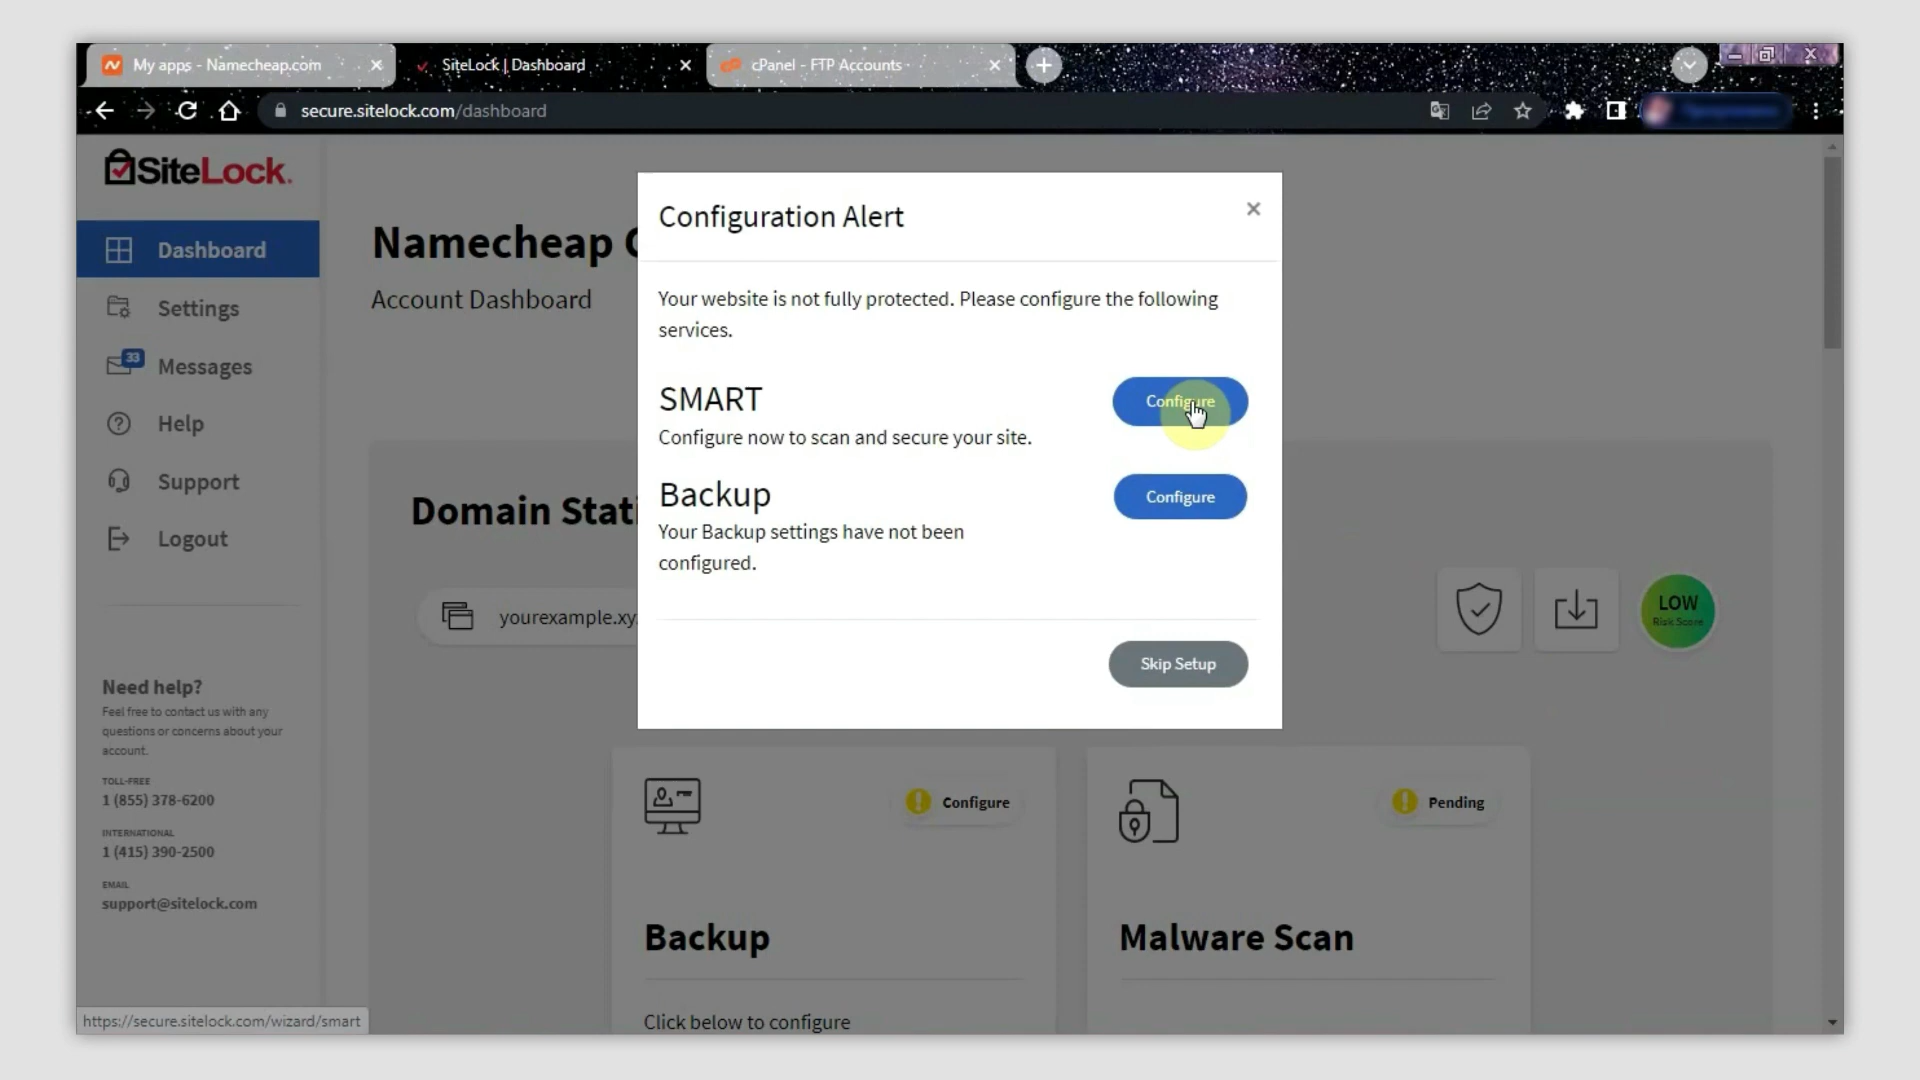 My apps - Namecheap.com
SiteLock | Dashboard
cPanel - FTP Accounts
secure.sitelock.com/dashboard
SiteLock.
Dashboard
Settings
33
Messages
Help
Support
Logout
Need help?
Feel free to contact us with any
questions or concerns about your
account.
TOLL-FREE
1 (855) 378-6200
INTERNATIONAL
1 (415) 390-2500
EMAIL
support@sitelock.com
https://secure.sitelock.com/wizard/smart
Namecheap
Account Dashboard
Domain Stati
yourexample.xy
LOW
Risk Score
Configuration Alert
Your website is not fully protected. Please configure the following
services.
SMART
Configure
Configure now to scan and secure your site.
Backup
Configure
Your Backup settings have not been
configured.
Skip Setup
Configure
Backup
Click below to configure
Pending
Malware Scan